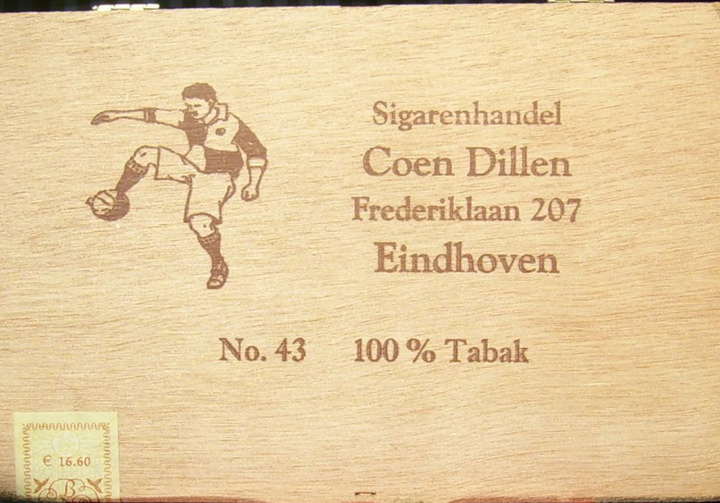 Sigarenhandel
Coen Dillen
Frederiklaan 207
Eindhoven
No. 43 100 % Tabak
€ 16.60
B